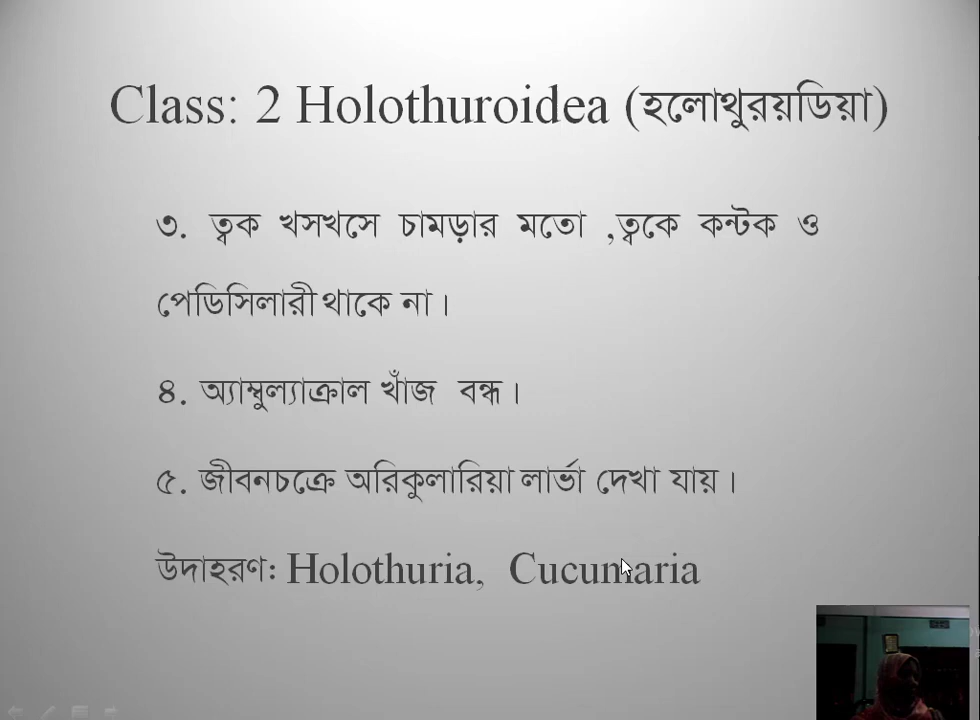 Class: 2 Holothuroidea (হলোথুরয়ডিয়া)
৩. ত্বক খসখসে চামড়ার মতো ,ত্বকে কন্টক ও
পেডিসিলারী থাকে না।
৪. অ্যাম্বুল্যাক্রাল খাঁজ বন্ধ।
৫. জীবনচক্রে অরিকুলারিয়া লার্ভা দেখা যায়।
উদাহরণ: Holothuria, Cucumaria